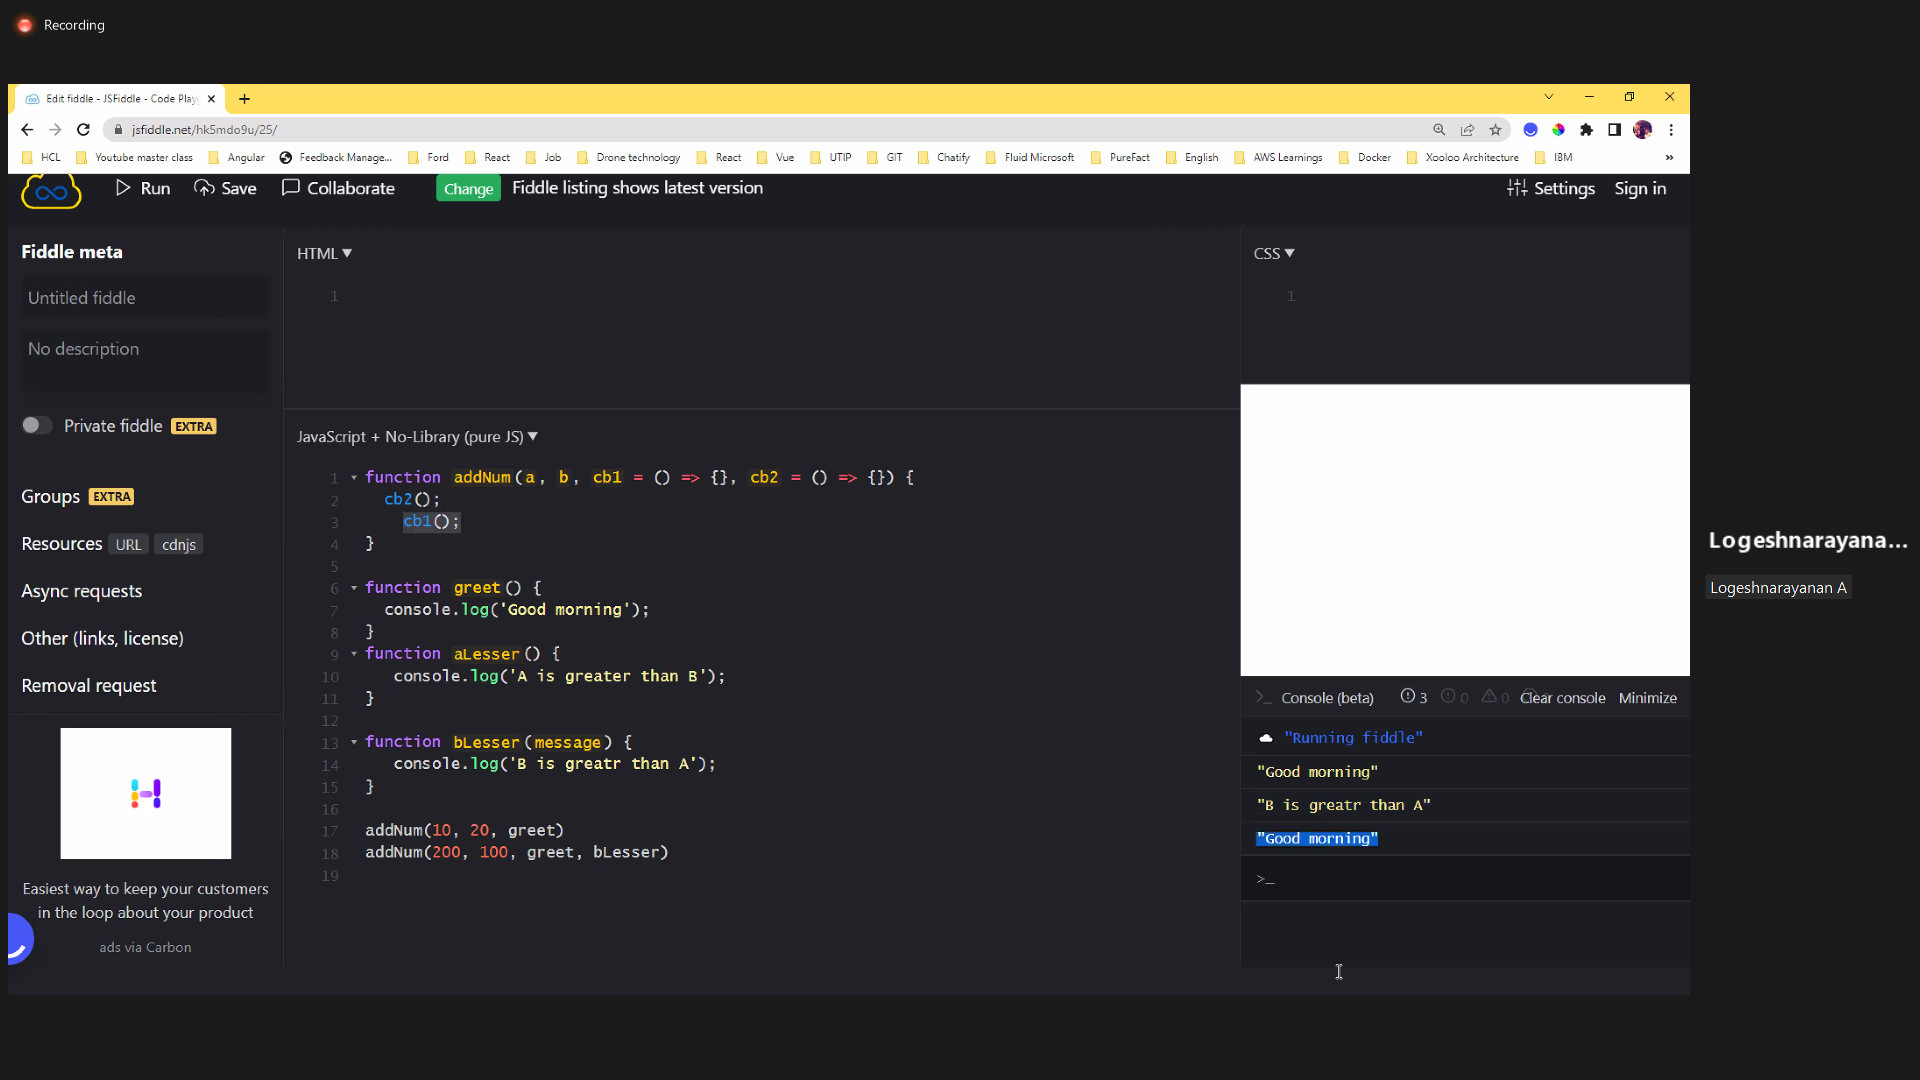 Recording
Edit fiddle - JSFiddle - Code Play
jsfiddle.net/hk5mdo9u/25/
HCL Youtube master class Angular Feedback Manage... Ford React Job Drone technology React Vue UTIP GIT Chatify Fluid Microsoft PureFact English AWS Learnings Docker Xooloo Architecture IBM »
Run Save Collaborate Change Fiddle listing shows latest version Settings Sign in
Fiddle meta
Untitled fiddle
No description
Private fiddle EXTRA
Groups EXTRA
Resources URL cdnjs
Async requests
Other (links, license)
Removal request
Easiest way to keep your customers
in the loop about your product
ads via Carbon
HTML ▼
1
CSS ▼
1
JavaScript + No-Library (pure JS) ▼
1 function addNum(a, b, cb1 = () => {}, cb2 = () => {}) {
2 cb2();
3 cb1();
4 }
5
6 function greet() {
7 console.log('Good morning');
8 }
9 function aLesser() {
10 console.log('A is greater than B');
11 }
12
13 function bLesser(message) {
14 console.log('B is greatr than A');
15 }
16
17 addNum(10, 20, greet)
18 addNum(200, 100, greet, bLesser)
19
>_ Console (beta) 3 0 0 Clear console Minimize
"Running fiddle"
"Good morning"
"B is greatr than A"
"Good morning"
>_
Logeshnarayana...
Logeshnarayanan A